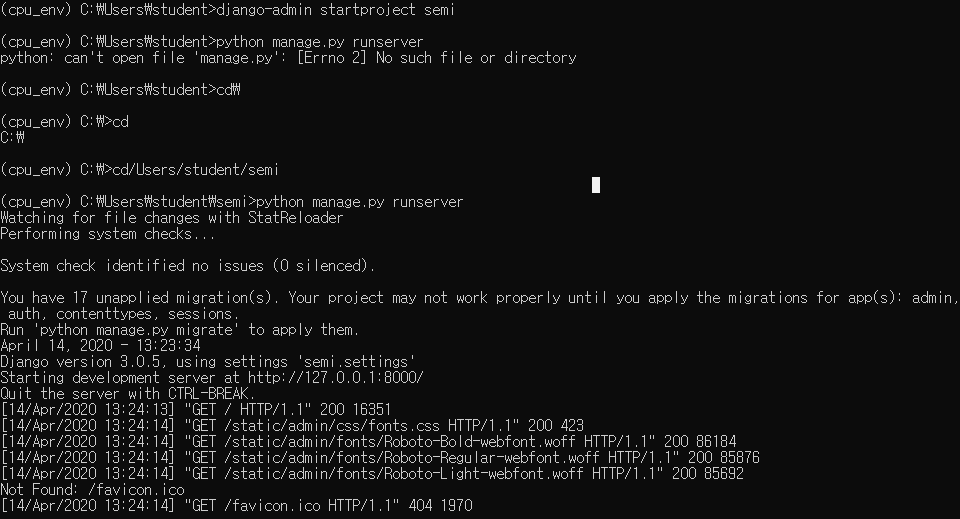 (cpu_env) C:₩Users₩student>django-admin startproject semi
(cpu_env) C:₩Users₩student>python manage.py runserver
python: can't open file 'manage.py': [Errno 2] No such file or directory
(cpu_env) C:₩Users₩student>cd₩
(cpu_env) C:₩>cd
C:₩
(cpu_env) C:₩>cd/Users/student/semi
(cpu_env) C:₩Users₩student₩semi>python manage.py runserver
Watching for file changes with StatReloader
Performing system checks...
System check identified no issues (0 silenced).
You have 17 unapplied migration(s). Your project may not work properly until you apply the migrations for app(s): admin,
 auth, contenttypes, sessions.
Run 'python manage.py migrate' to apply them.
April 14, 2020 - 13:23:34
Django version 3.0.5, using settings 'semi.settings'
Starting development server at http://127.0.0.1:8000/
Quit the server with CTRL-BREAK.
[14/Apr/2020 13:24:13] "GET / HTTP/1.1" 200 16351
[14/Apr/2020 13:24:14] "GET /static/admin/css/fonts.css HTTP/1.1" 200 423
[14/Apr/2020 13:24:14] "GET /static/admin/fonts/Roboto-Bold-webfont.woff HTTP/1.1" 200 86184
[14/Apr/2020 13:24:14] "GET /static/admin/fonts/Roboto-Regular-webfont.woff HTTP/1.1" 200 85876
[14/Apr/2020 13:24:14] "GET /static/admin/fonts/Roboto-Light-webfont.woff HTTP/1.1" 200 85692
Not Found: /favicon.ico
[14/Apr/2020 13:24:14] "GET /favicon.ico HTTP/1.1" 404 1970